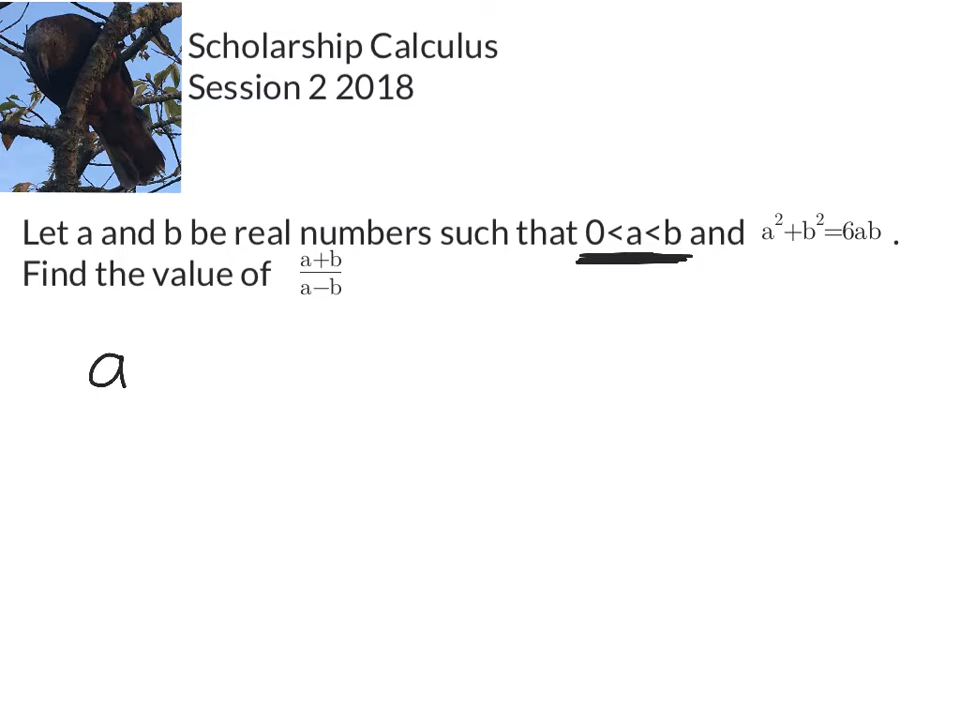 Scholarship Calculus
Session 2 2018
Let a and b be real numbers such that 0<a<b and a²+b²=6ab .
Find the value of \frac{a+b}{a−b}
a